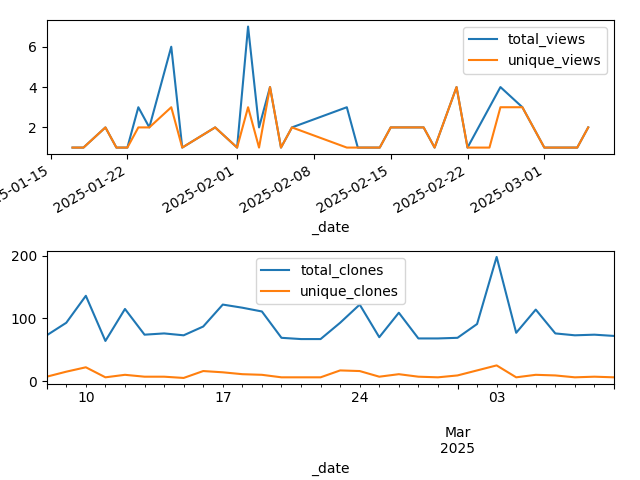 6
4
2
total_views
unique_views
5-01-15
2025-01-22
2025-02-01
2025-02-08
2025-02-15
2025-02-22
2025-03-01
_date
200
100
0
total_clones
unique_clones
10
17
24
03
Mar
2025
_date